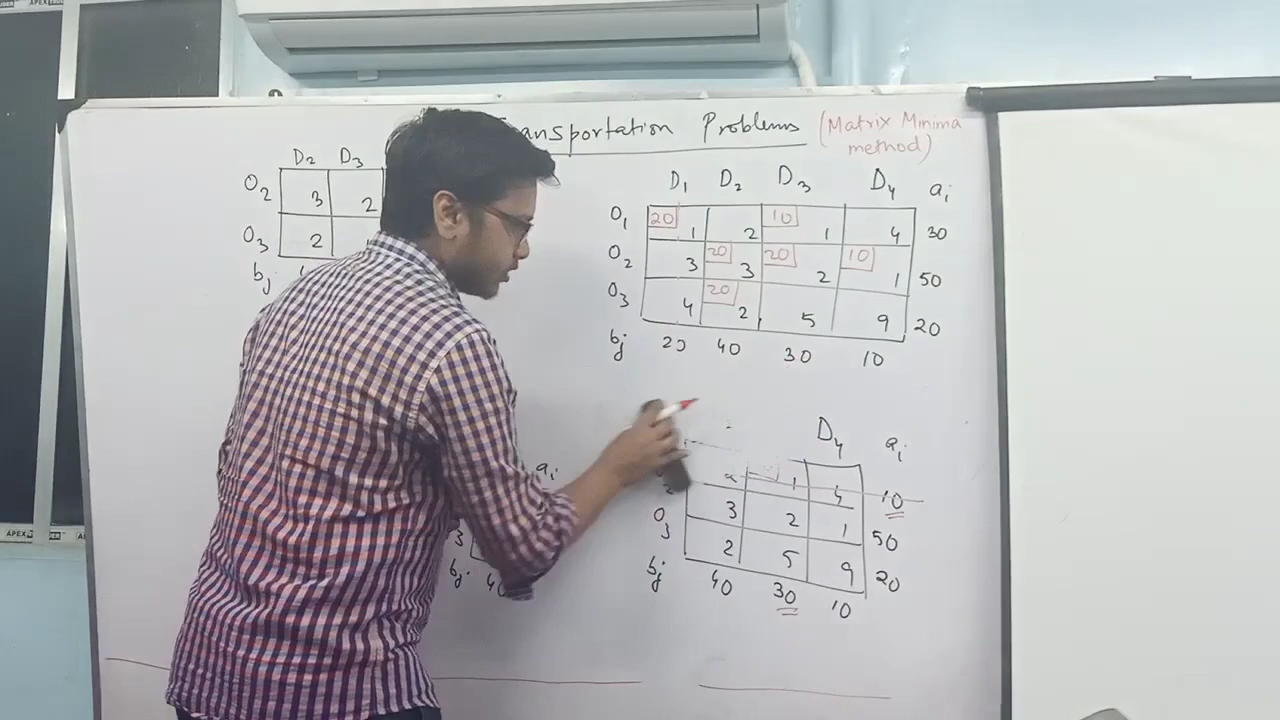 Transportation Problems (Matrix Minima
method)
D2 D3
O2 3 2
O3 2
bj
D1 D2 D3 D4 ai
O1 20 1 2 10 1 4 30
O2 3 20 3 20 2 10 1 50
O3 4 20 2 5 9 20
bj 20 40 30 10
ai
3
bj 40
D4 ai
1 4 10
3 2 1 50
O3 2 5 9 20
bj 40 30 10
APEX